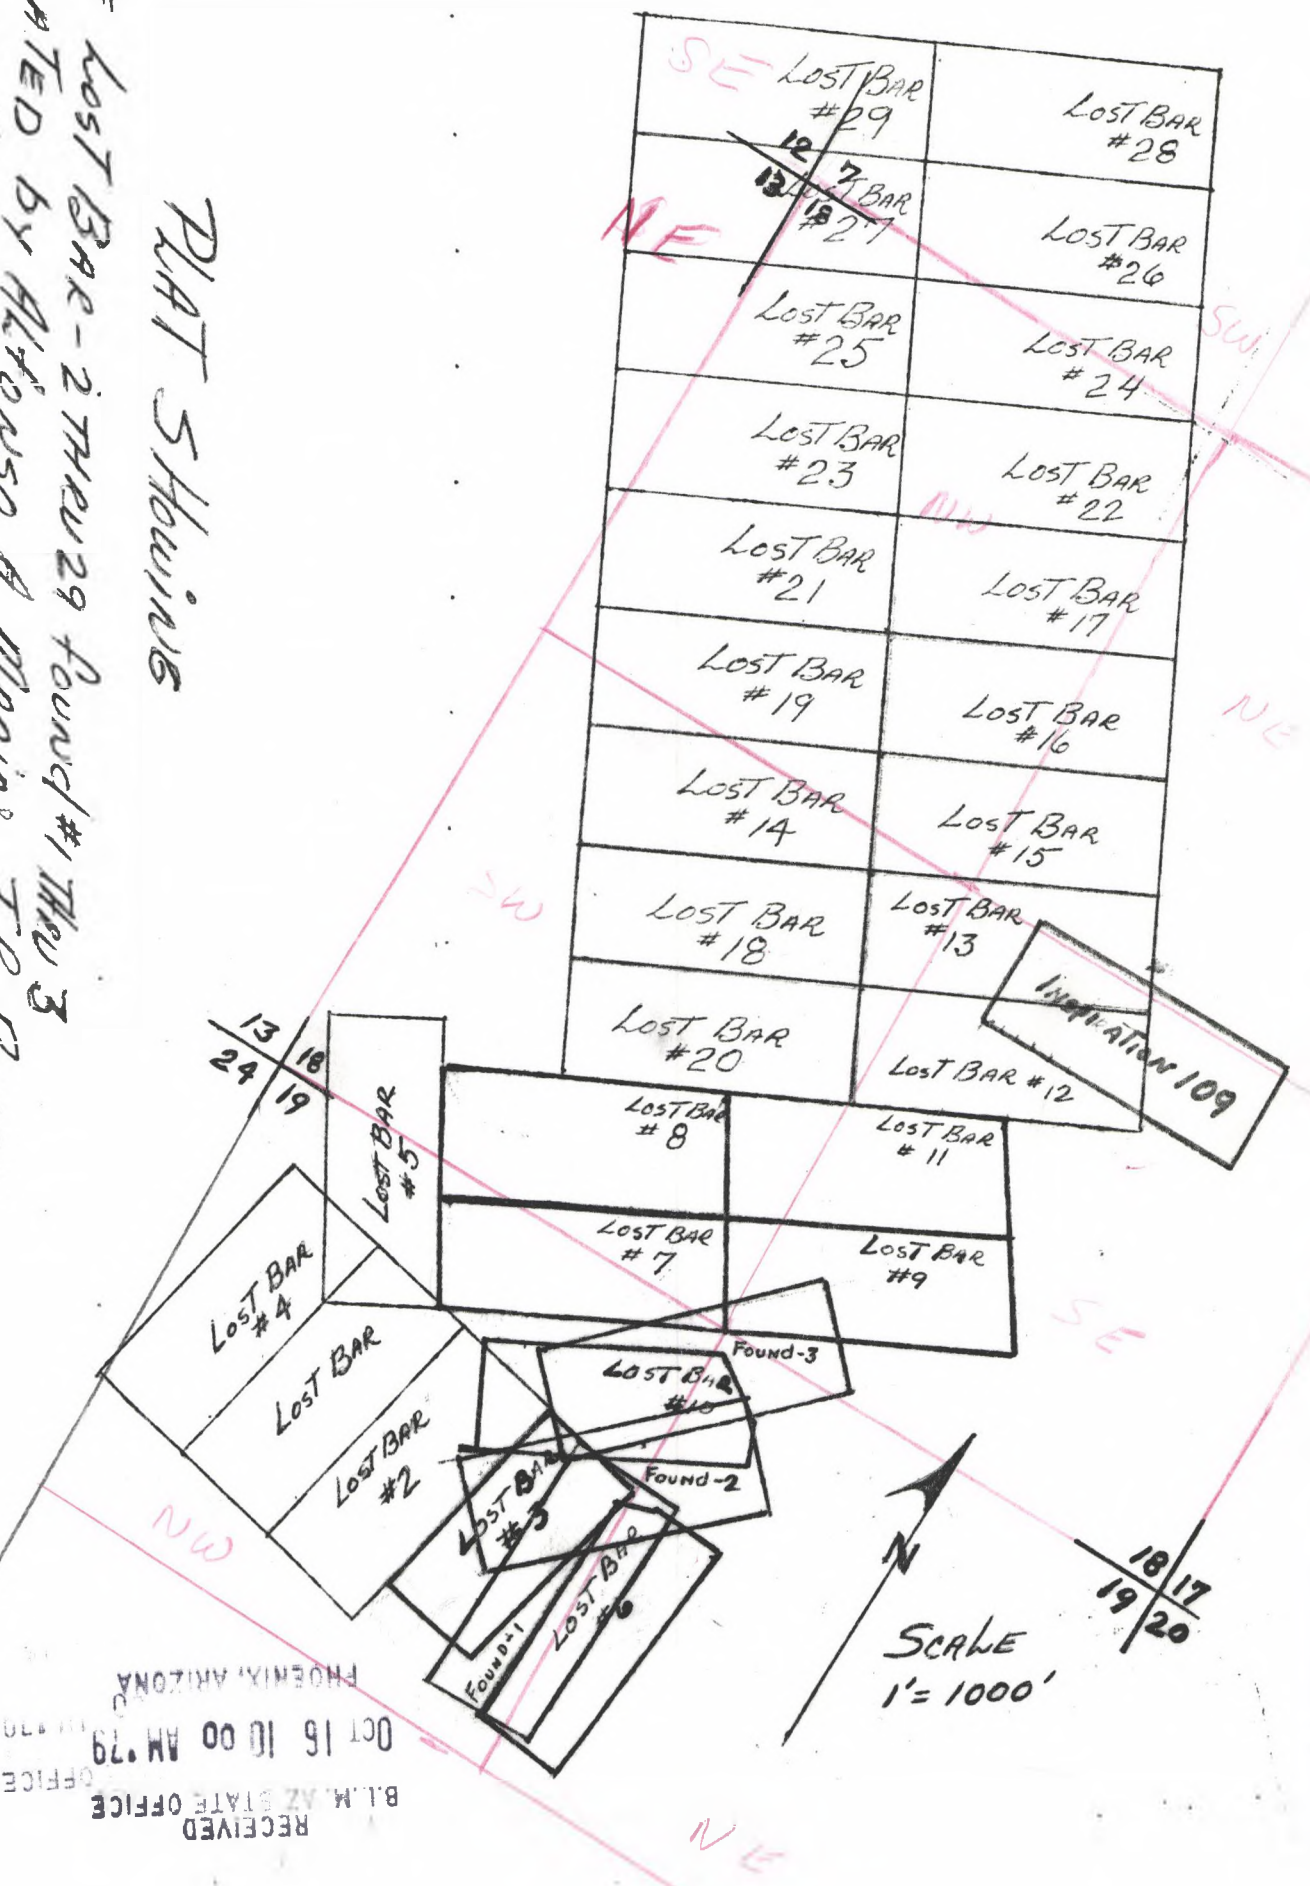 PLAT SHOWING
LOST BAR - 2 THRU 29 found #1 THRU 3
ATED by
SE
LOST BAR
#29
LOST BAR
#28
12
7
13
18
LOST BAR
#27
NE
LOST BAR
#26
LOST BAR
#25
SW
LOST BAR
#24
LOST BAR
#23
LOST BAR
#22
NW
LOST BAR
#21
LOST BAR
#17
LOST BAR
#19
LOST BAR
#16
NE
LOST BAR
#14
LOST BAR
#15
SW
LOST BAR
#18
LOST BAR
#13
INSPIRATION 109
LOST BAR
#20
LOST BAR #12
13
18
24
19
LOST BAR
#5
LOST BAR
#8
LOST BAR
#11
LOST BAR
#7
LOST BAR
#9
SE
LOST BAR
#4
LOST BAR
LOST BAR
#2
FOUND-3
LOST BAR
#10
FOUND-2
LOST BAR
#3
LOST BAR
#6
FOUND-1
NW
N
18
17
19
20
SCALE
1'=1000'
NE
RECEIVED
B.L.M. AZ STATE OFFICE
OCT 16 10 00 AM '79
PHOENIX, ARIZONA
OFFICE